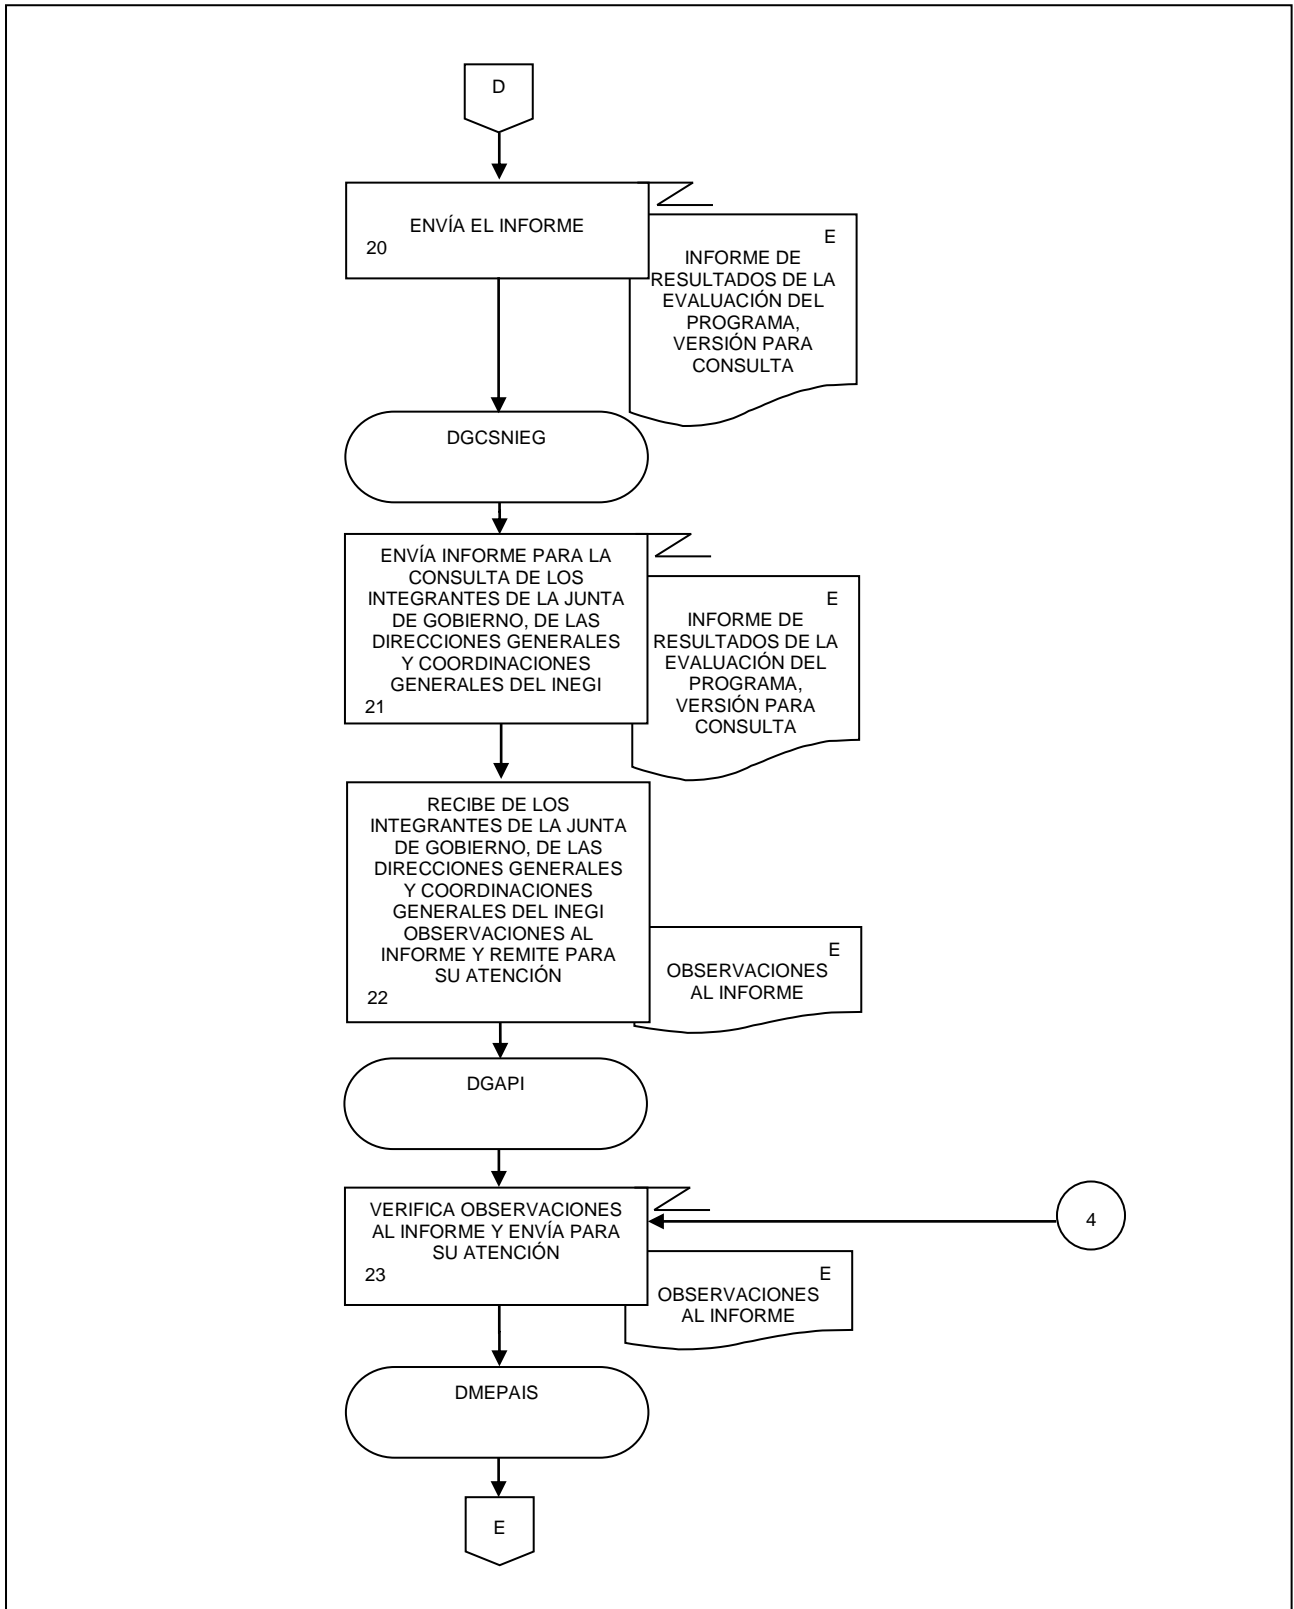 D
ENVÍA EL INFORME
20
E
INFORME DE
RESULTADOS DE LA
EVALUACIÓN DEL
PROGRAMA,
VERSIÓN PARA
CONSULTA
DGCSNIEG
ENVÍA INFORME PARA LA
CONSULTA DE LOS
INTEGRANTES DE LA JUNTA
DE GOBIERNO, DE LAS
DIRECCIONES GENERALES
Y COORDINACIONES
GENERALES DEL INEGI
21
E
INFORME DE
RESULTADOS DE LA
EVALUACIÓN DEL
PROGRAMA,
VERSIÓN PARA
CONSULTA
RECIBE DE LOS
INTEGRANTES DE LA JUNTA
DE GOBIERNO, DE LAS
DIRECCIONES GENERALES
Y COORDINACIONES
GENERALES DEL INEGI
OBSERVACIONES AL
INFORME Y REMITE PARA
SU ATENCIÓN
22
E
OBSERVACIONES
AL INFORME
DGAPI
VERIFICA OBSERVACIONES
AL INFORME Y ENVÍA PARA
SU ATENCIÓN
23
4
E
OBSERVACIONES
AL INFORME
DMEPAIS
E